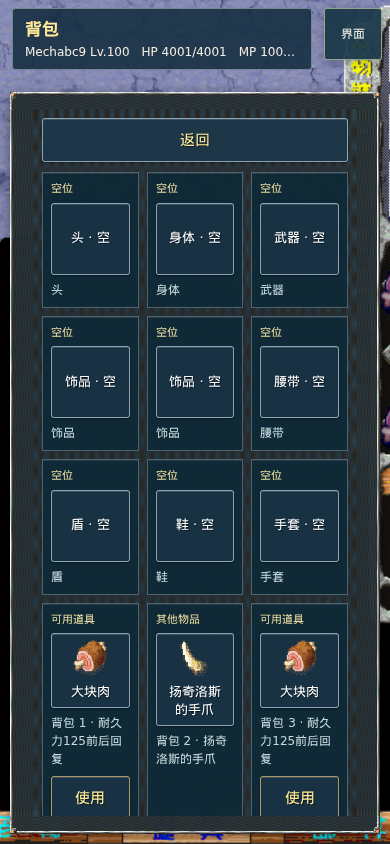 背包
Mechabc9 Lv.100 HP 4001/4001 MP 100...
界面
返回
空位
头 · 空
头
空位
身体 · 空
身体
空位
武器 · 空
武器
空位
饰品 · 空
饰品
空位
饰品 · 空
饰品
空位
腰带 · 空
腰带
空位
盾 · 空
盾
空位
鞋 · 空
鞋
空位
手套 · 空
手套
可用道具
大块肉
背包 1 · 耐久
力125前后回
复
使用
其他物品
扬奇洛斯
的手爪
背包 2 · 扬奇
洛斯的手爪
可用道具
大块肉
背包 3 · 耐久
力125前后回
复
使用